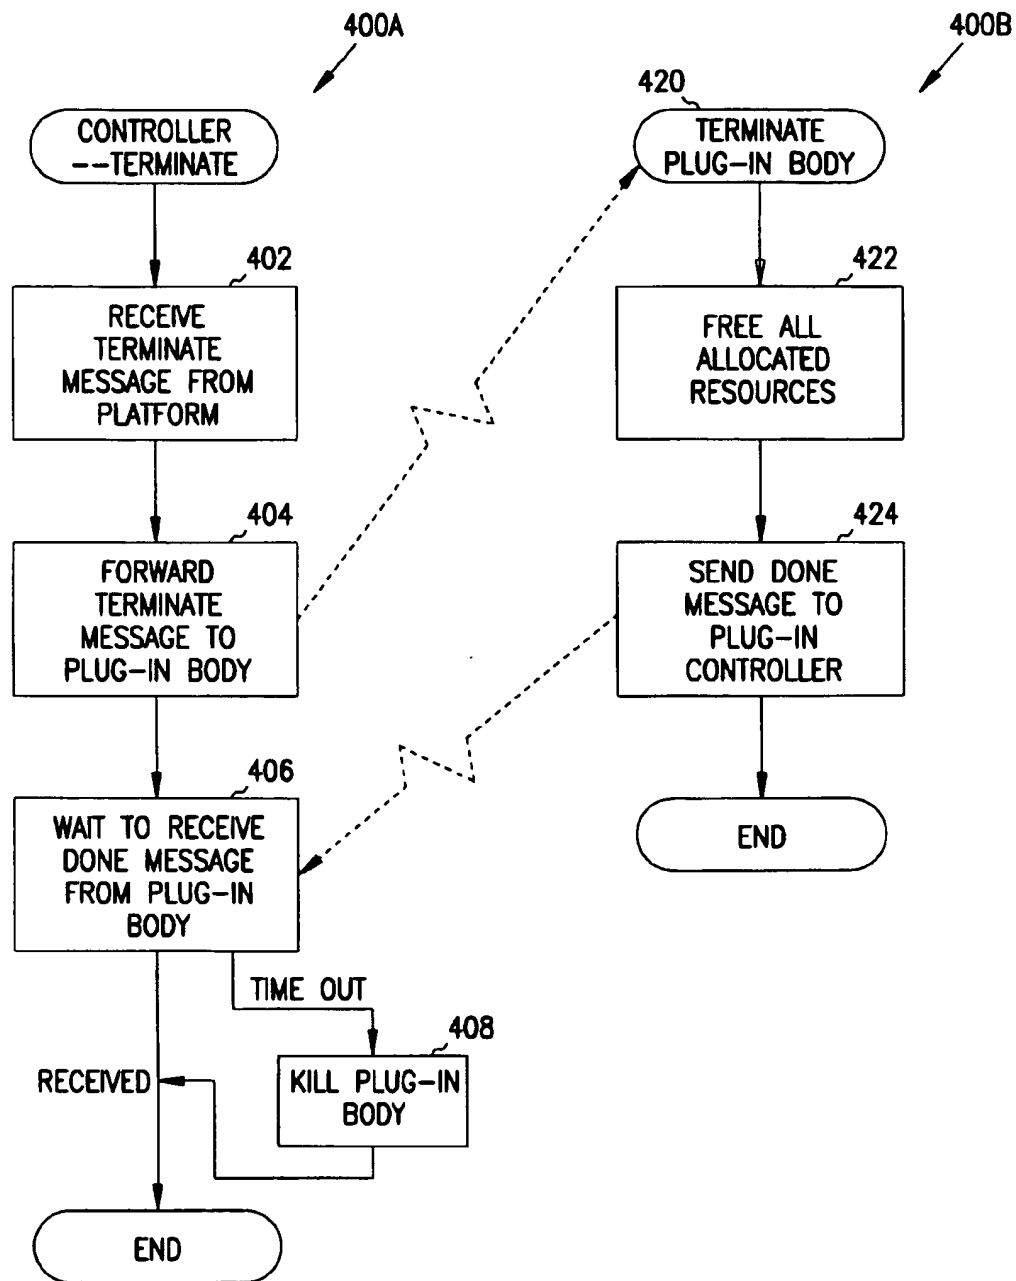 400A
CONTROLLER
--TERMINATE
402
RECEIVE
TERMINATE
MESSAGE FROM
PLATFORM
404
FORWARD
TERMINATE
MESSAGE TO
PLUG-IN BODY
406
WAIT TO RECEIVE
DONE MESSAGE
FROM PLUG-IN
BODY
TIME OUT
408
KILL PLUG-IN
BODY
RECEIVED
END
400B
420
TERMINATE
PLUG-IN BODY
422
FREE ALL
ALLOCATED
RESOURCES
424
SEND DONE
MESSAGE TO
PLUG-IN
CONTROLLER
END